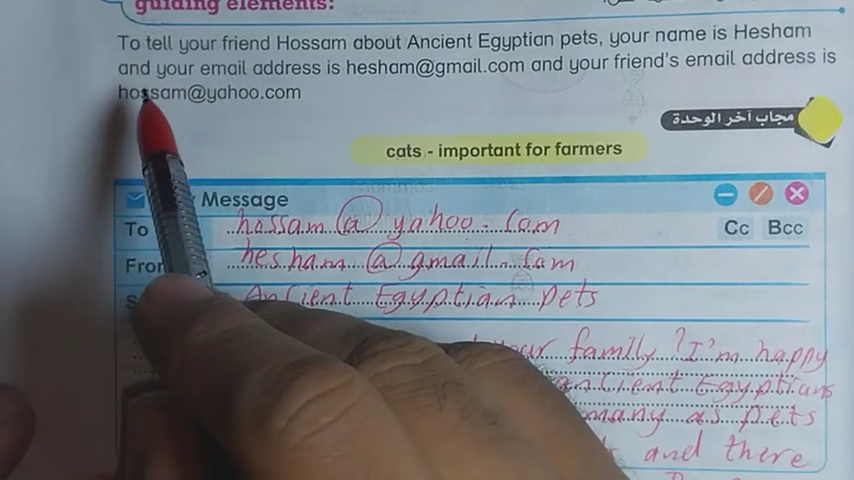 guiding elements:
To tell your friend Hossam about Ancient Egyptian pets, your name is Hesham
and your email address is hesham@gmail.com and your friend's email address is
hossam@yahoo.com
مجاب آخر الوحدة
cats - important for farmers
Message
To hossam@yahoo.com Cc Bcc
From hesham@gmail.com
Ancient Egyptian pets
your family? I'm happy
ancient Egyptians
many as pets
and there